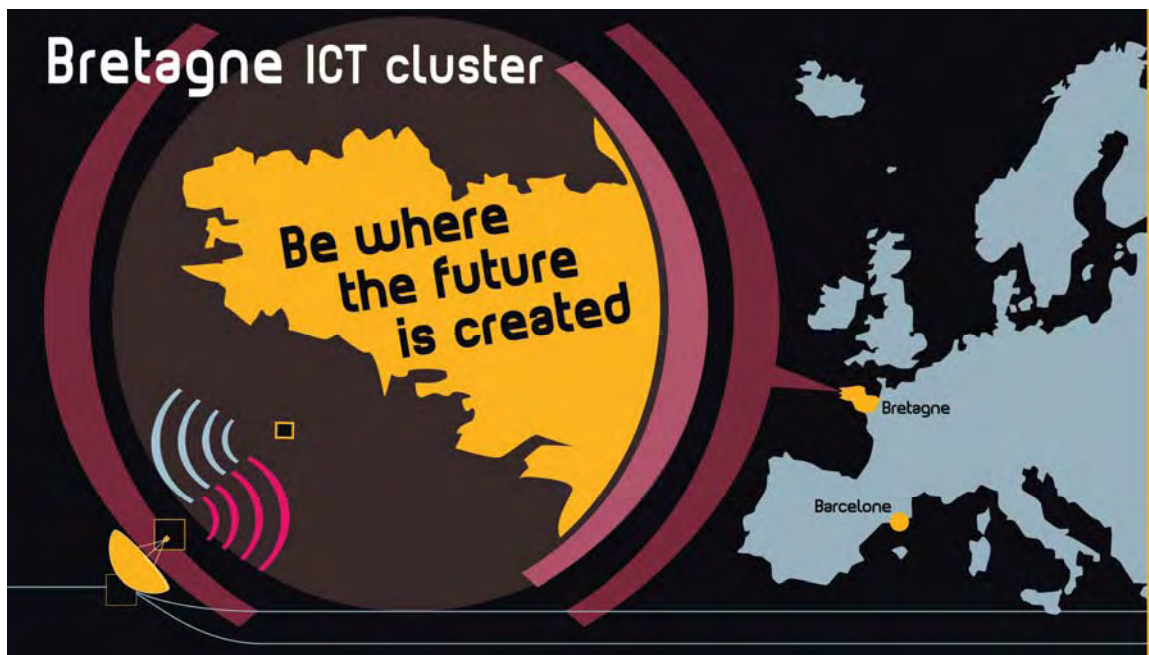 Bretagne ICT cluster
Be where
the future
is created
Bretagne
Barcelone